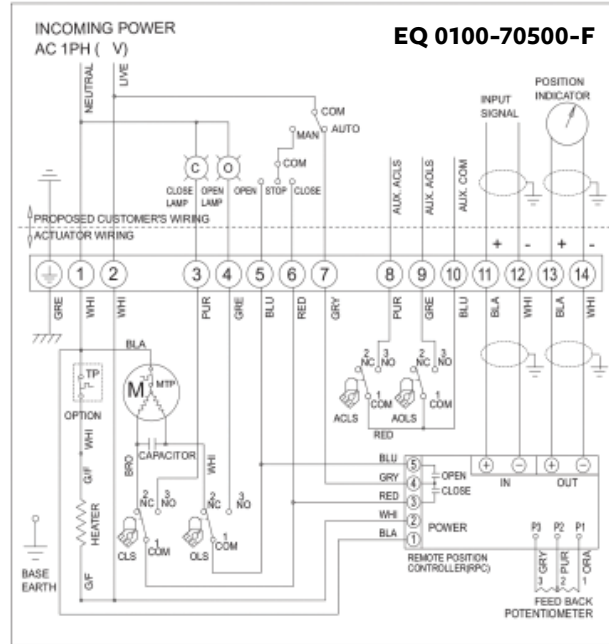 INCOMING POWER
AC 1PH ( V)
EQ 0100-70500-F
NEUTRAL
LIVE
COM
MAN
AUTO
INPUT
SIGNAL
POSITION
INDICATOR
C
O
COM
CLOSE
LAMP
OPEN
LAMP
OPEN
STOP
CLOSE
AUX. ACLS
AUX. AOLS
AUX. COM
PROPOSED CUSTOMER'S WIRING
ACTUATOR WIRING
+ - + -
1 2 3 4 5 6 7 8 9 10 11 12 13 14
GRE
WHI
WHI
PUR
GRE
BLU
RED
GRY
PUR
GRE
BLU
BLA
WHI
BLA
WHI
BLA
TP
OPTION
M
MTP
2
NC
3
NO
2
NC
3
NO
1
COM
1
COM
ACLS
AOLS
RED
WHI
G/F
HEATER
G/F
BRO
CAPACITOR
WHI
2
NC
3
NO
2
NC
3
NO
1
COM
1
COM
CLS
OLS
BASE
EARTH
BLU
GRY
RED
WHI
BLA
5
4
3
2
1
OPEN
CLOSE
POWER
+ - + -
IN
OUT
P3 P2 P1
REMOTE POSITION
CONTROLLER(RPC)
GRY
PUR
ORA
3 2 1
FEED BACK
POTENTIOMETER